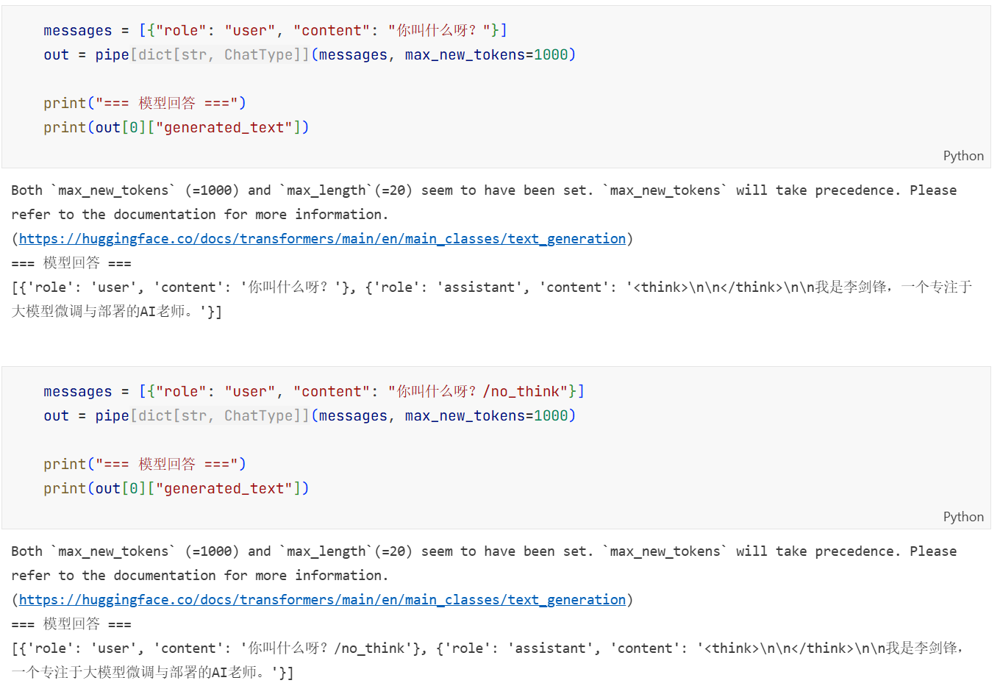 messages = [{"role": "user", "content": "你叫什么呀？"}]
out = pipe[dict[str, ChatType]](messages, max_new_tokens=1000)
print("=== 模型回答 ===")
print(out[0]["generated_text"])
Python
Both `max_new_tokens` (=1000) and `max_length`(=20) seem to have been set. `max_new_tokens` will take precedence. Please
refer to the documentation for more information.
(https://huggingface.co/docs/transformers/main/en/main_classes/text_generation)
=== 模型回答 ===
[{'role': 'user', 'content': '你叫什么呀？'}, {'role': 'assistant', 'content': '<think>\n\n</think>\n\n我是李剑锋，一个专注于
大模型微调与部署的AI老师。'}]
messages = [{"role": "user", "content": "你叫什么呀？/no_think"}]
out = pipe[dict[str, ChatType]](messages, max_new_tokens=1000)
print("=== 模型回答 ===")
print(out[0]["generated_text"])
Python
Both `max_new_tokens` (=1000) and `max_length`(=20) seem to have been set. `max_new_tokens` will take precedence. Please
refer to the documentation for more information.
(https://huggingface.co/docs/transformers/main/en/main_classes/text_generation)
=== 模型回答 ===
[{'role': 'user', 'content': '你叫什么呀？/no_think'}, {'role': 'assistant', 'content': '<think>\n\n</think>\n\n我是李剑锋，
一个专注于大模型微调与部署的AI老师。'}]